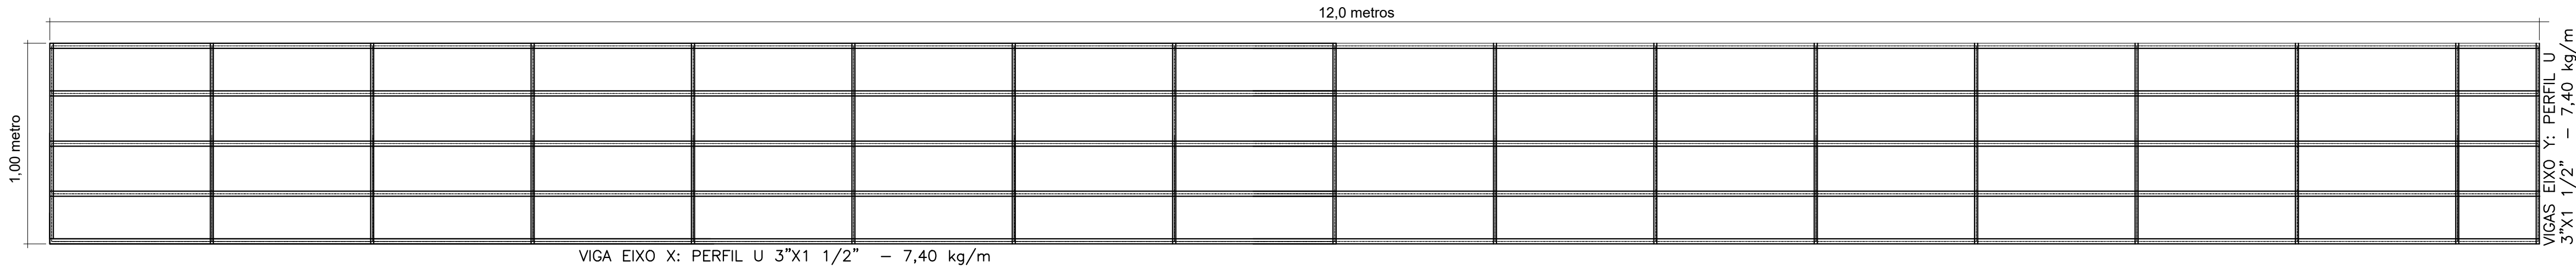 12,0 metros
1,00 metro
VIGAS EIXO Y: PERFIL U
3"X1 1/2" - 7,40 kg/m
VIGA EIXO X: PERFIL U 3"X1 1/2" - 7,40 kg/m